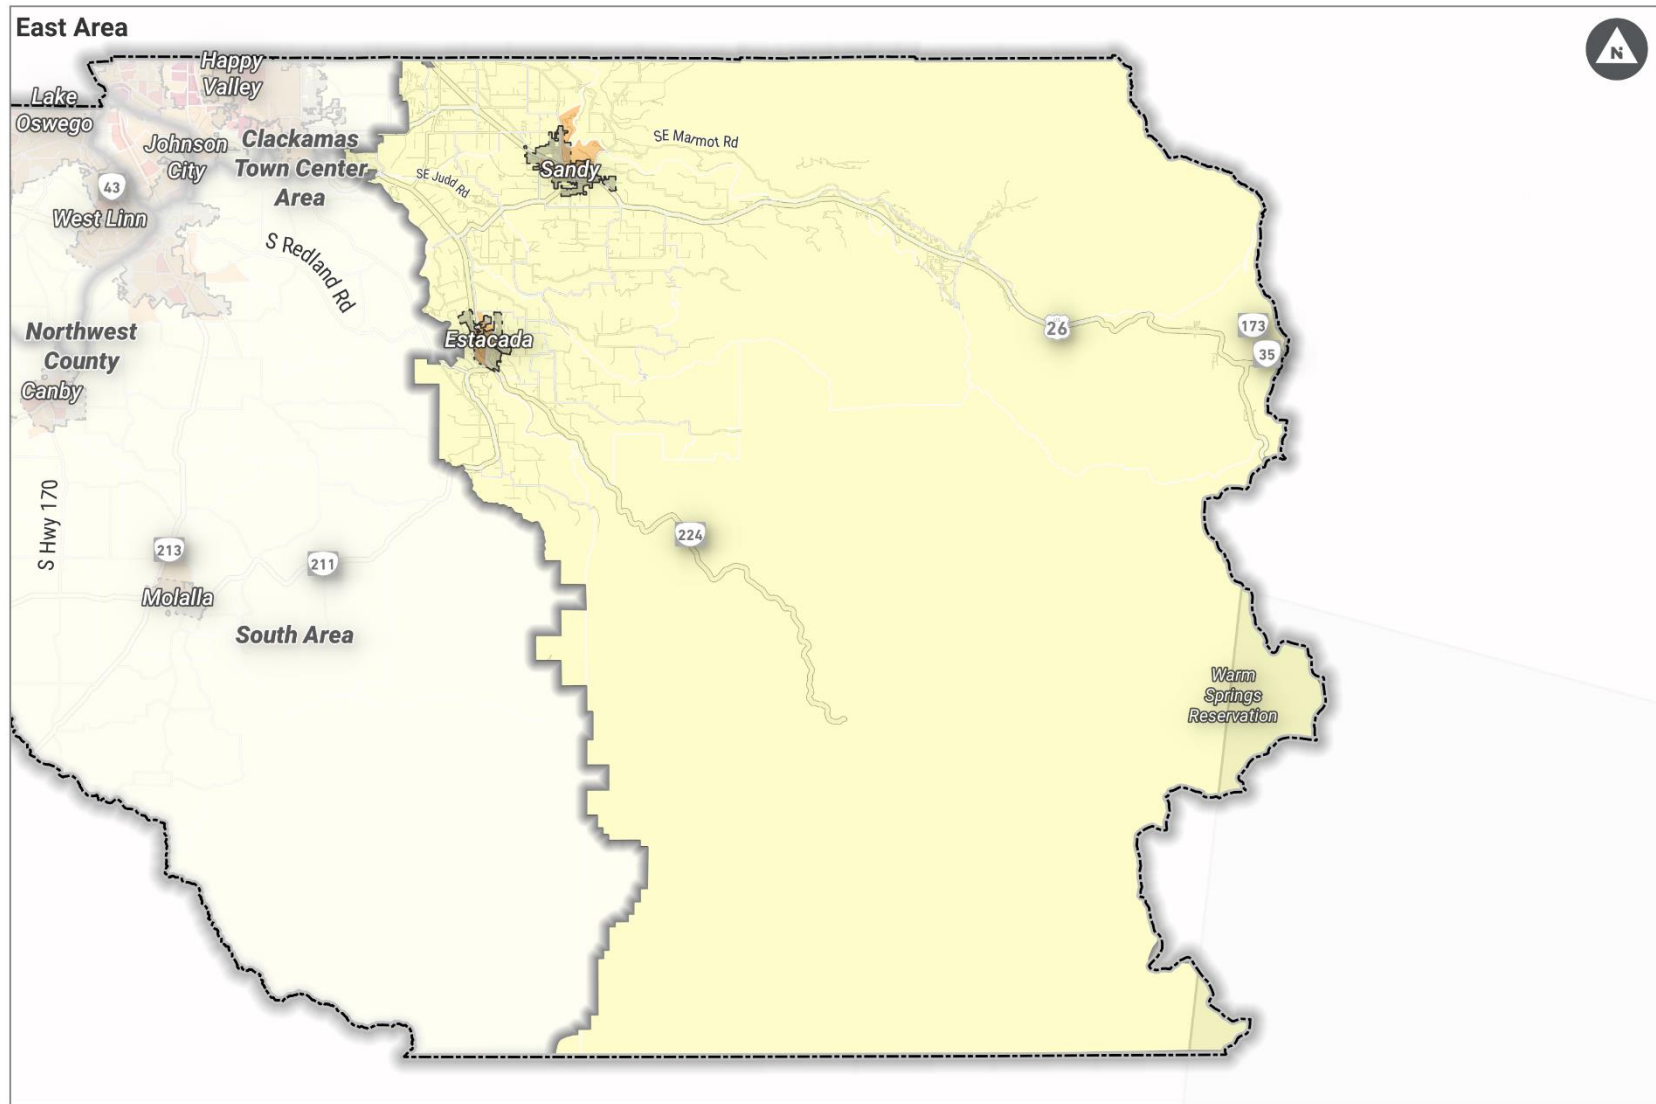 East Area
N
Happy
Valley
Lake
Oswego
Johnson
City
Clackamas
Town Center
Area
43
West Linn
SE Marmot Rd
Sandy
SE Judd Rd
S Redland Rd
Northwest
County
Canby
Estacada
26
173
35
S Hwy 170
213
211
224
Molalla
South Area
Warm
Springs
Reservation